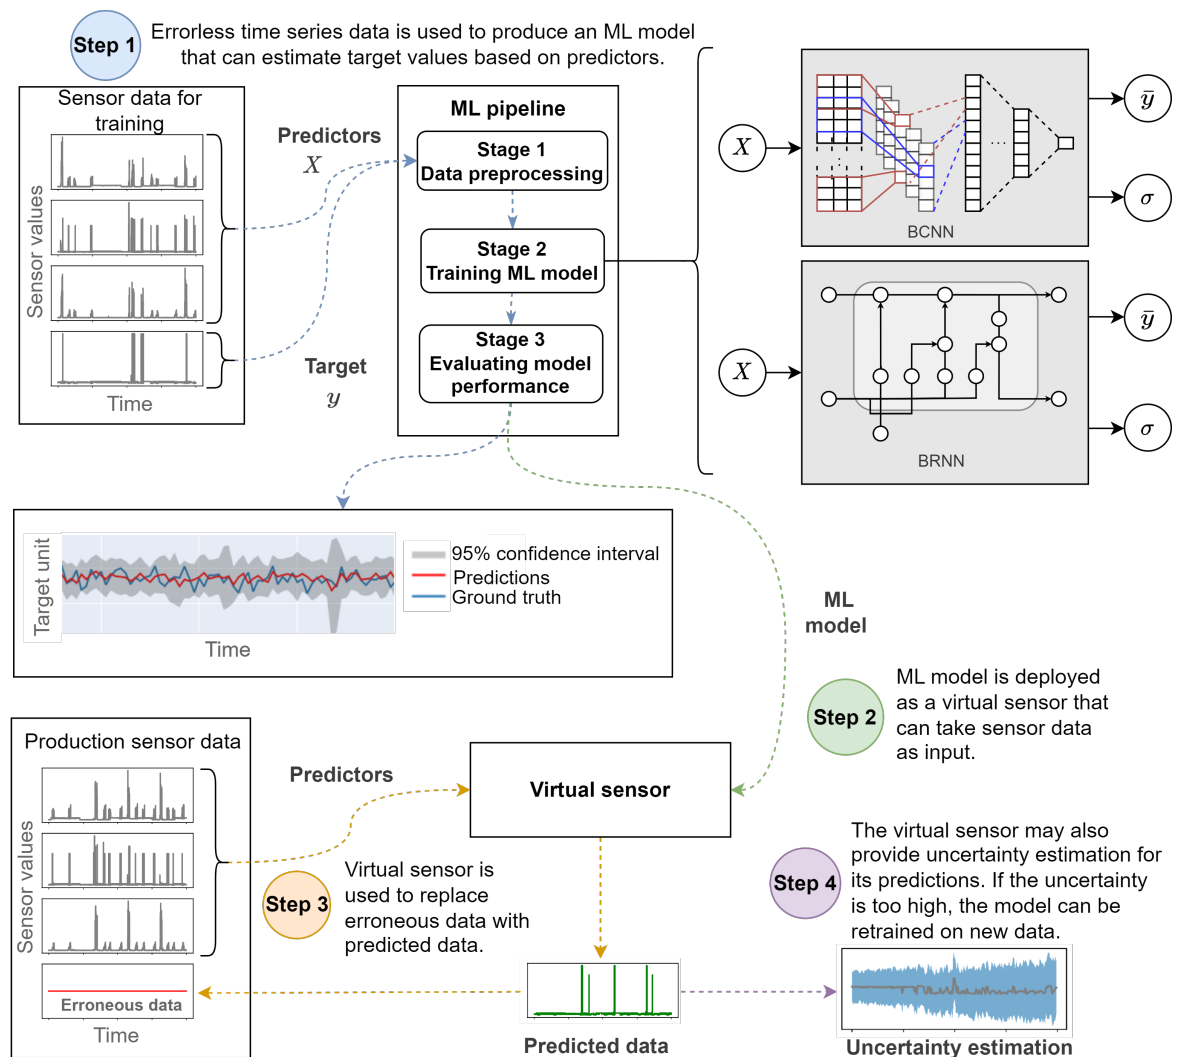 Step 1
Errorless time series data is used to produce an ML model
that can estimate target values based on predictors.
Sensor data for
training
Sensor values
Time
Predictors
X
Target
y
ML pipeline
Stage 1
Data preprocessing
Stage 2
Training ML model
Stage 3
Evaluating model
performance
X
BCNN
ȳ
σ
X
BRNN
ȳ
σ
Target unit
Time
95% confidence interval
Predictions
Ground truth
ML
model
Step 2
ML model is deployed
as a virtual sensor that
can take sensor data
as input.
Production sensor data
Sensor values
Erroneous data
Time
Predictors
Virtual sensor
Step 3
Virtual sensor is
used to replace
erroneous data with
predicted data.
Predicted data
Step 4
The virtual sensor may also
provide uncertainty estimation for
its predictions. If the uncertainty
is too high, the model can be
retrained on new data.
Uncertainty estimation